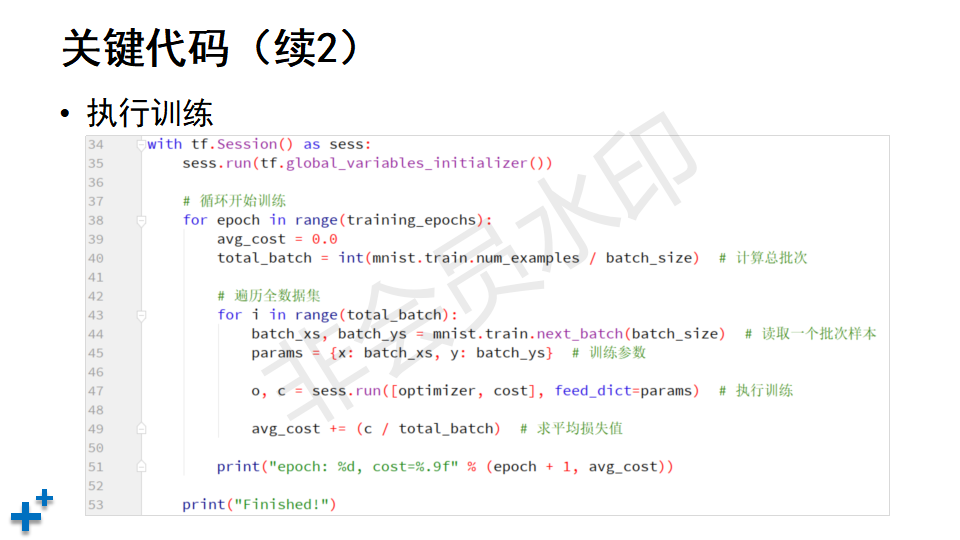 关键代码（续2）
• 执行训练
34 with tf.Session() as sess:
35     sess.run(tf.global_variables_initializer())
36
37     # 循环开始训练
38     for epoch in range(training_epochs):
39         avg_cost = 0.0
40         total_batch = int(mnist.train.num_examples / batch_size)  # 计算总批次
41
42         # 遍历全数据集
43         for i in range(total_batch):
44             batch_xs, batch_ys = mnist.train.next_batch(batch_size)  # 读取一个批次样本
45             params = {x: batch_xs, y: batch_ys}  # 训练参数
46
47             o, c = sess.run([optimizer, cost], feed_dict=params)  # 执行训练
48
49             avg_cost += (c / total_batch)  # 求平均损失值
50
51         print("epoch: %d, cost=%.9f" % (epoch + 1, avg_cost))
52
53     print("Finished!")
非会员水印